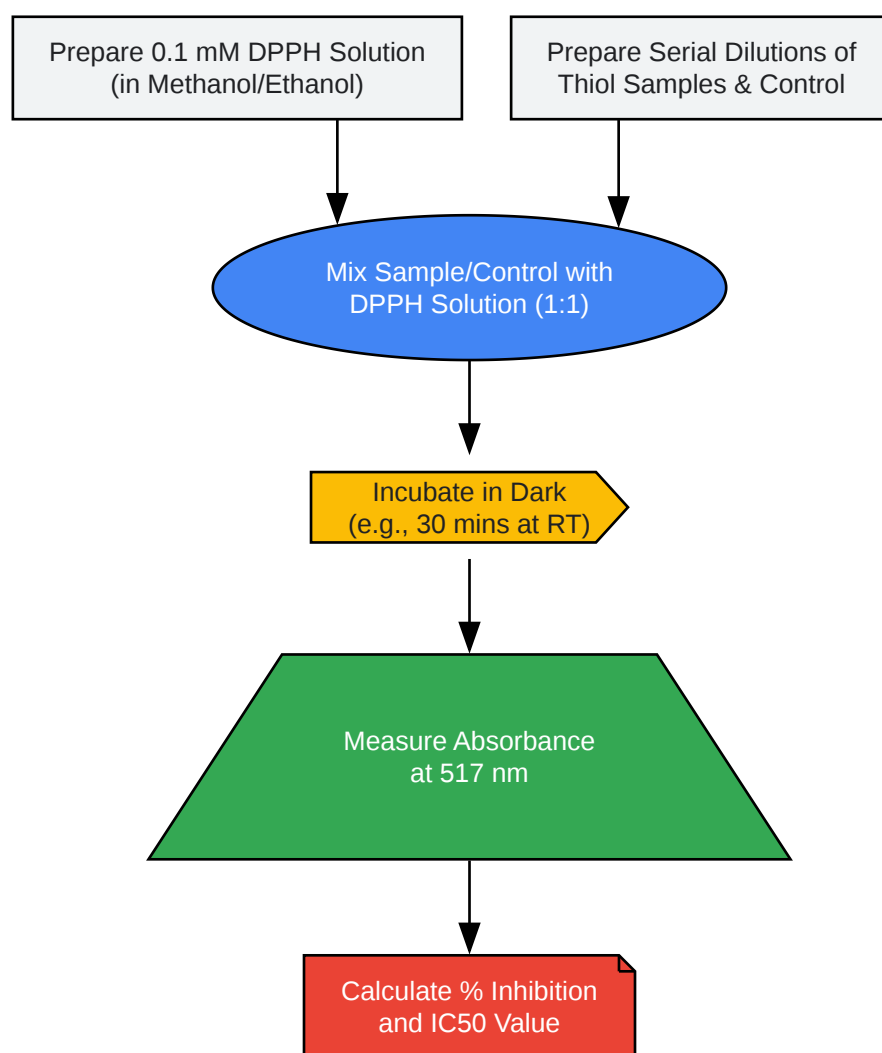 Prepare 0.1 mM DPPH Solution
(in Methanol/Ethanol)
Prepare Serial Dilutions of
Thiol Samples & Control
Mix Sample/Control with
DPPH Solution (1:1)
Incubate in Dark
(e.g., 30 mins at RT)
Measure Absorbance
at 517 nm
Calculate % Inhibition
and IC50 Value